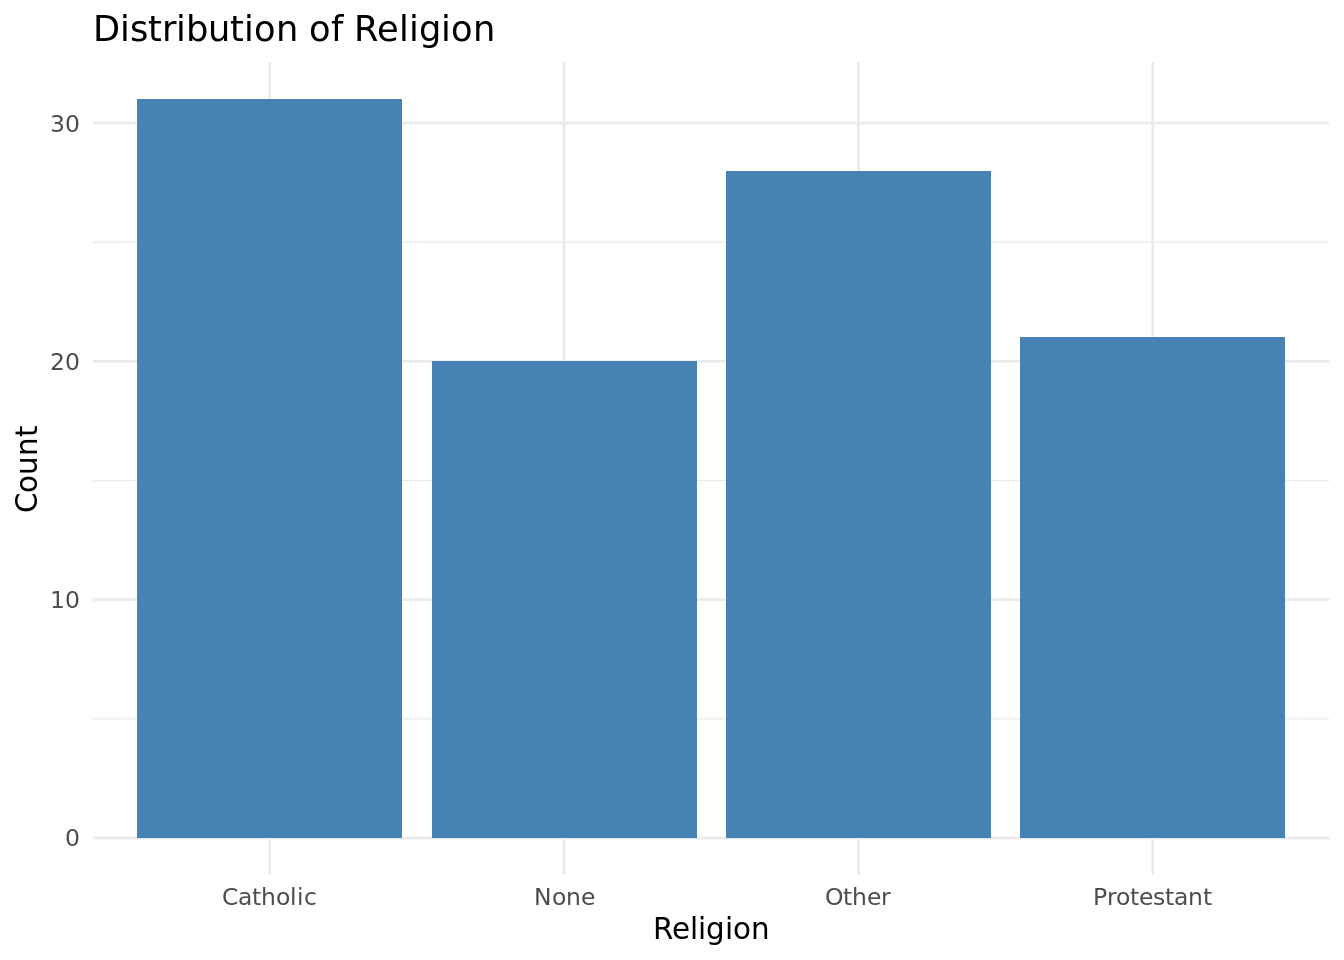 Distribution of Religion
30
20
10
0
Count
Catholic None Other Protestant
Religion